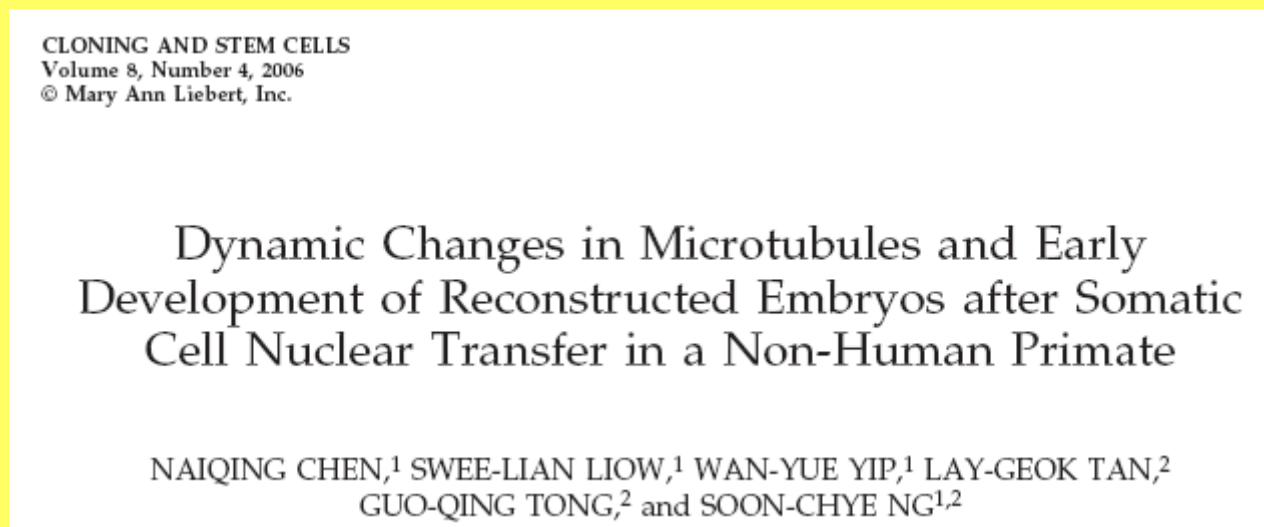 CLONING AND STEM CELLS
Volume 8, Number 4, 2006
© Mary Ann Liebert, Inc.
Dynamic Changes in Microtubules and Early
Development of Reconstructed Embryos after Somatic
Cell Nuclear Transfer in a Non-Human Primate
NAIQING CHEN,¹ SWEE-LIAN LIOW,¹ WAN-YUE YIP,¹ LAY-GEOK TAN,²
GUO-QING TONG,² and SOON-CHYE NG¹,²